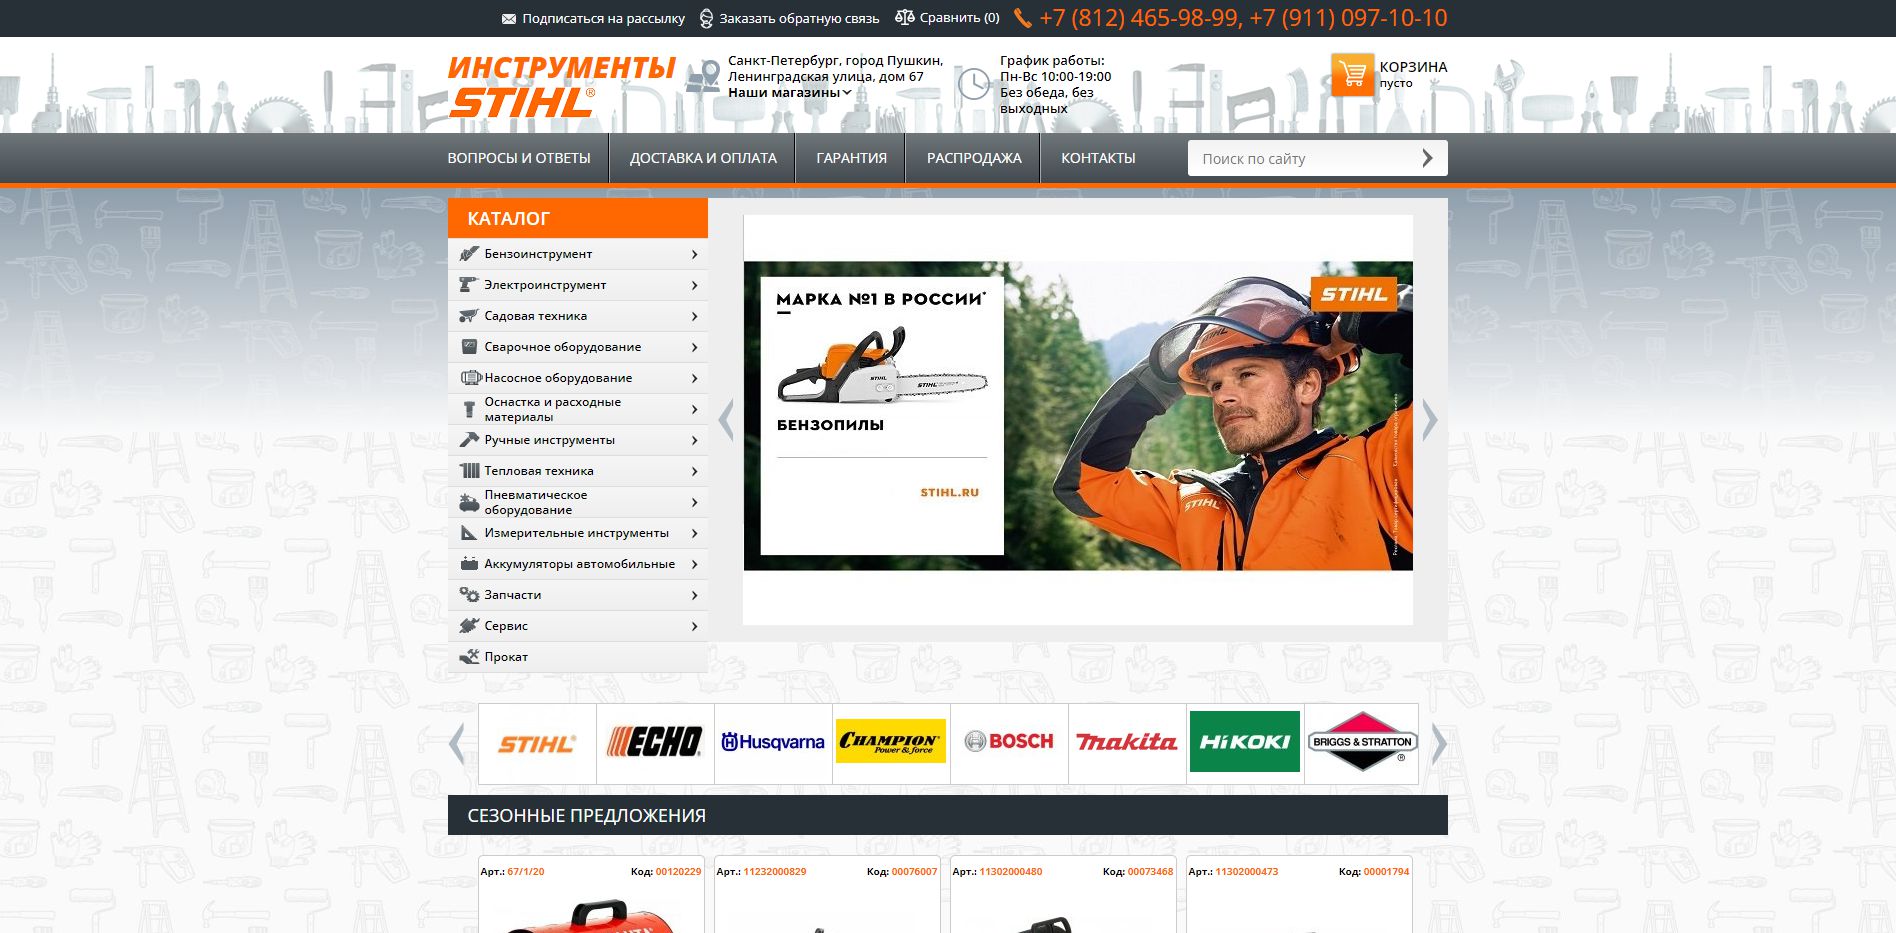 Подписаться на рассылку
Заказать обратную связь
Сравнить (0)
+7 (812) 465-98-99, +7 (911) 097-10-10
ИНСТРУМЕНТЫ
STIHL®
Санкт-Петербург, город Пушкин,
Ленинградская улица, дом 67
Наши магазины
График работы:
Пн-Вс 10:00-19:00
Без обеда, без
выходных
КОРЗИНА
пусто
ВОПРОСЫ И ОТВЕТЫ
ДОСТАВКА И ОПЛАТА
ГАРАНТИЯ
РАСПРОДАЖА
КОНТАКТЫ
Поиск по сайту
КАТАЛОГ
Бензоинструмент
Электроинструмент
Садовая техника
Сварочное оборудование
Насосное оборудование
Оснастка и расходные
материалы
Ручные инструменты
Тепловая техника
Пневматическое
оборудование
Измерительные инструменты
Аккумуляторы автомобильные
Запчасти
Сервис
Прокат
МАРКА №1 В РОССИИ*
STIHL
STIHL
БЕНЗОПИЛЫ
STIHL.RU
STIHL
STIHL
STIHL®
ECHO
Husqvarna
CHAMPION®
Power & force
BOSCH
makita
HiKOKI
BRIGGS & STRATTON
®
СЕЗОННЫЕ ПРЕДЛОЖЕНИЯ
Арт.: 67/1/20
Код: 00120229
Арт.: 11232000829
Код: 00076007
Арт.: 11302000480
Код: 00073468
Арт.: 11302000473
Код: 00001794